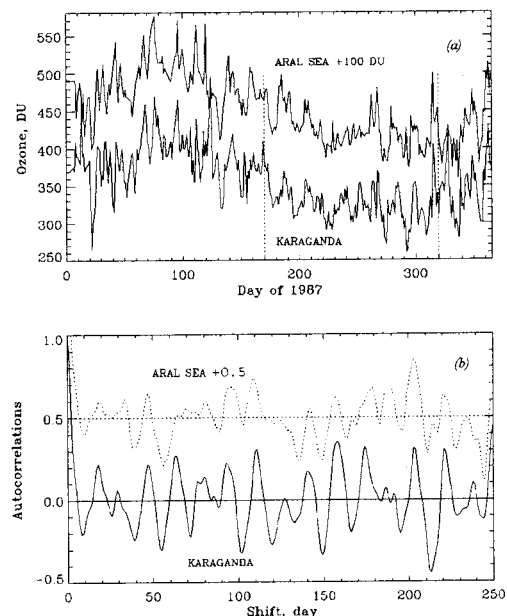 550
500
450
400
350
300
250
Ozone, DU
(a)
ARAL SEA +100 DU
KARAGANDA
0
100
200
300
Day of 1987
1.0
0.5
0.0
-0.5
Autocorrelations
(b)
ARAL SEA +0.5
KARAGANDA
0
50
100
150
200
250
Shift, day